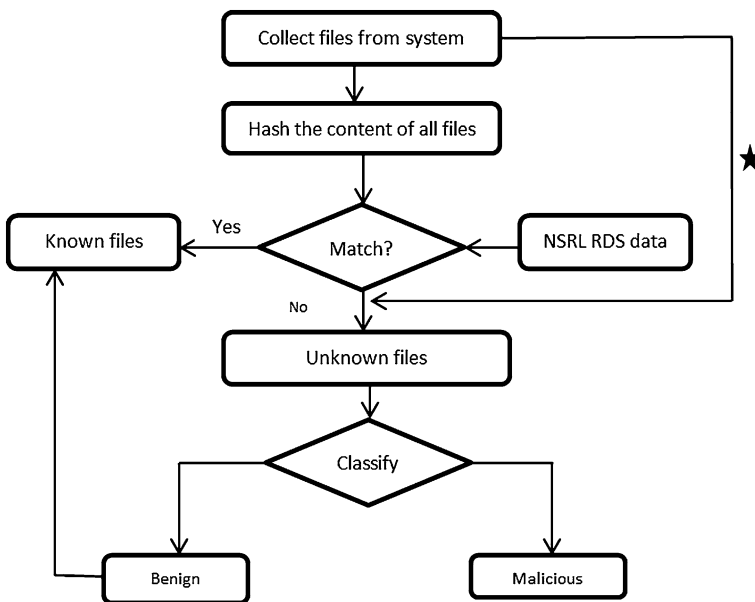 Collect files from system
Hash the content of all files
Yes
Known files
Match?
NSRL RDS data
No
Unknown files
Classify
Benign
Malicious